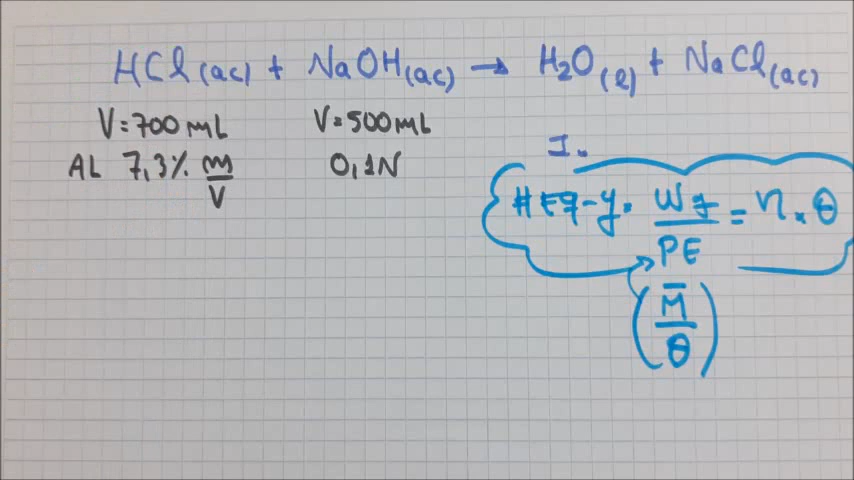 HCl(ac) + NaOH(ac) → H₂O(l) + NaCl(ac)
V=700 mL V=500 mL
AL 7,3% m/V 0,1N
I.
#Eq-g. Wg/PE = n.θ
(M̅/θ)